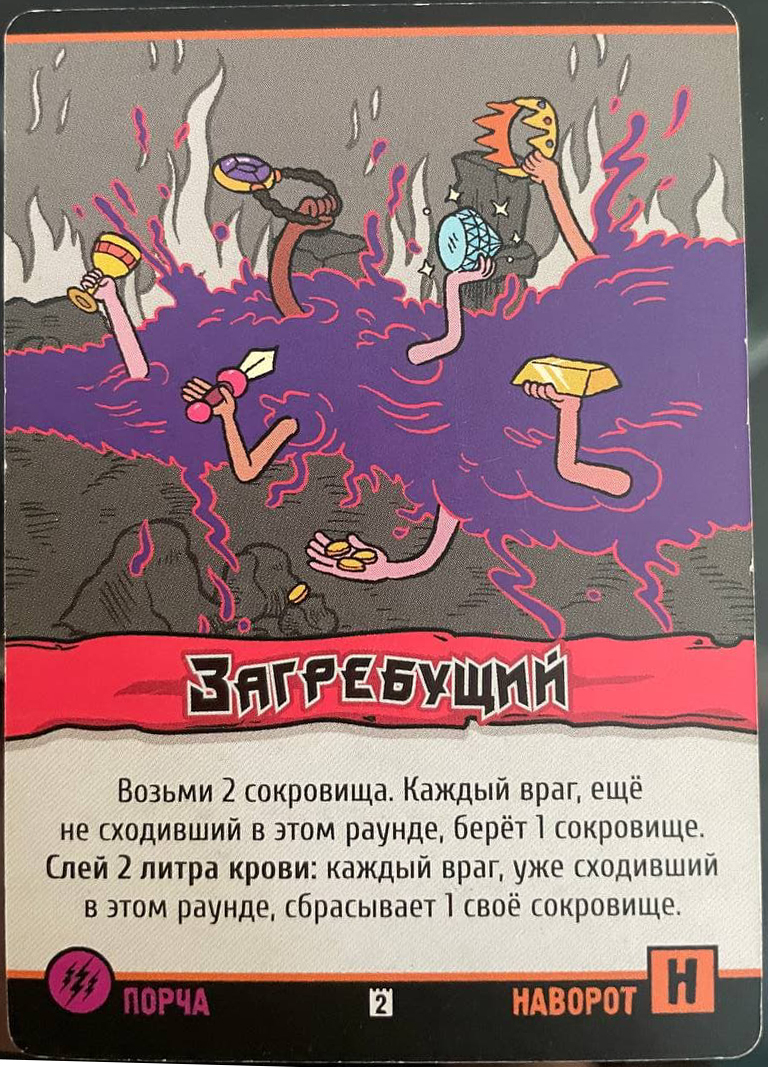 Загребущий
Возьми 2 сокровища. Каждый враг, ещё
не сходивший в этом раунде, берёт 1 сокровище.
Слей 2 литра крови: каждый враг, уже сходивший
в этом раунде, сбрасывает 1 своё сокровище.
ПОРЧА
2
НАВОРОТ
Н